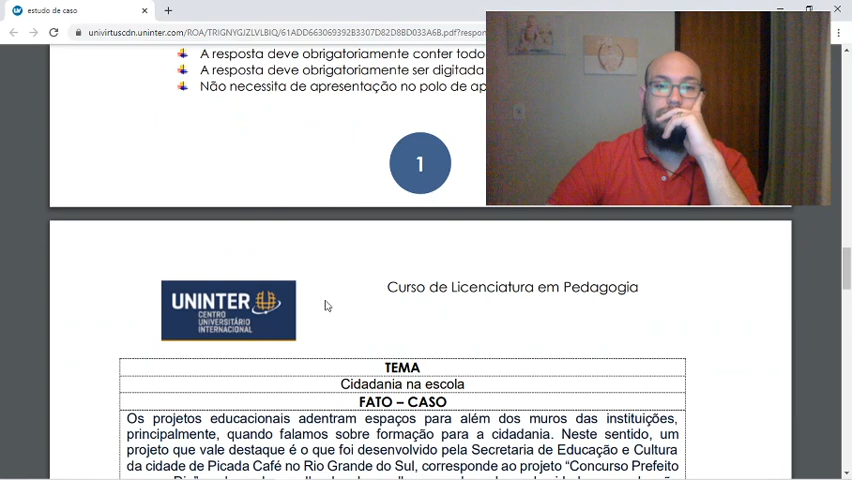 estudo de caso
univirtuscdn.uninter.com/ROA/TRIGNYGJZLVLBIQ/61ADD663069392B3307D82D8BD033A6B.pdf?respon
A resposta deve obrigatoriamente conter todo
A resposta deve obrigatoriamente ser digitada
Não necessita de apresentação no polo de ap
1
UNINTER
CENTRO
UNIVERSITÁRIO
INTERNACIONAL
Curso de Licenciatura em Pedagogia
TEMA
Cidadania na escola
FATO – CASO
Os projetos educacionais adentram espaços para além dos muros das instituições,
principalmente, quando falamos sobre formação para a cidadania. Neste sentido, um
projeto que vale destaque é o que foi desenvolvido pela Secretaria de Educação e Cultura
da cidade de Picada Café no Rio Grande do Sul, corresponde ao projeto “Concurso Prefeito